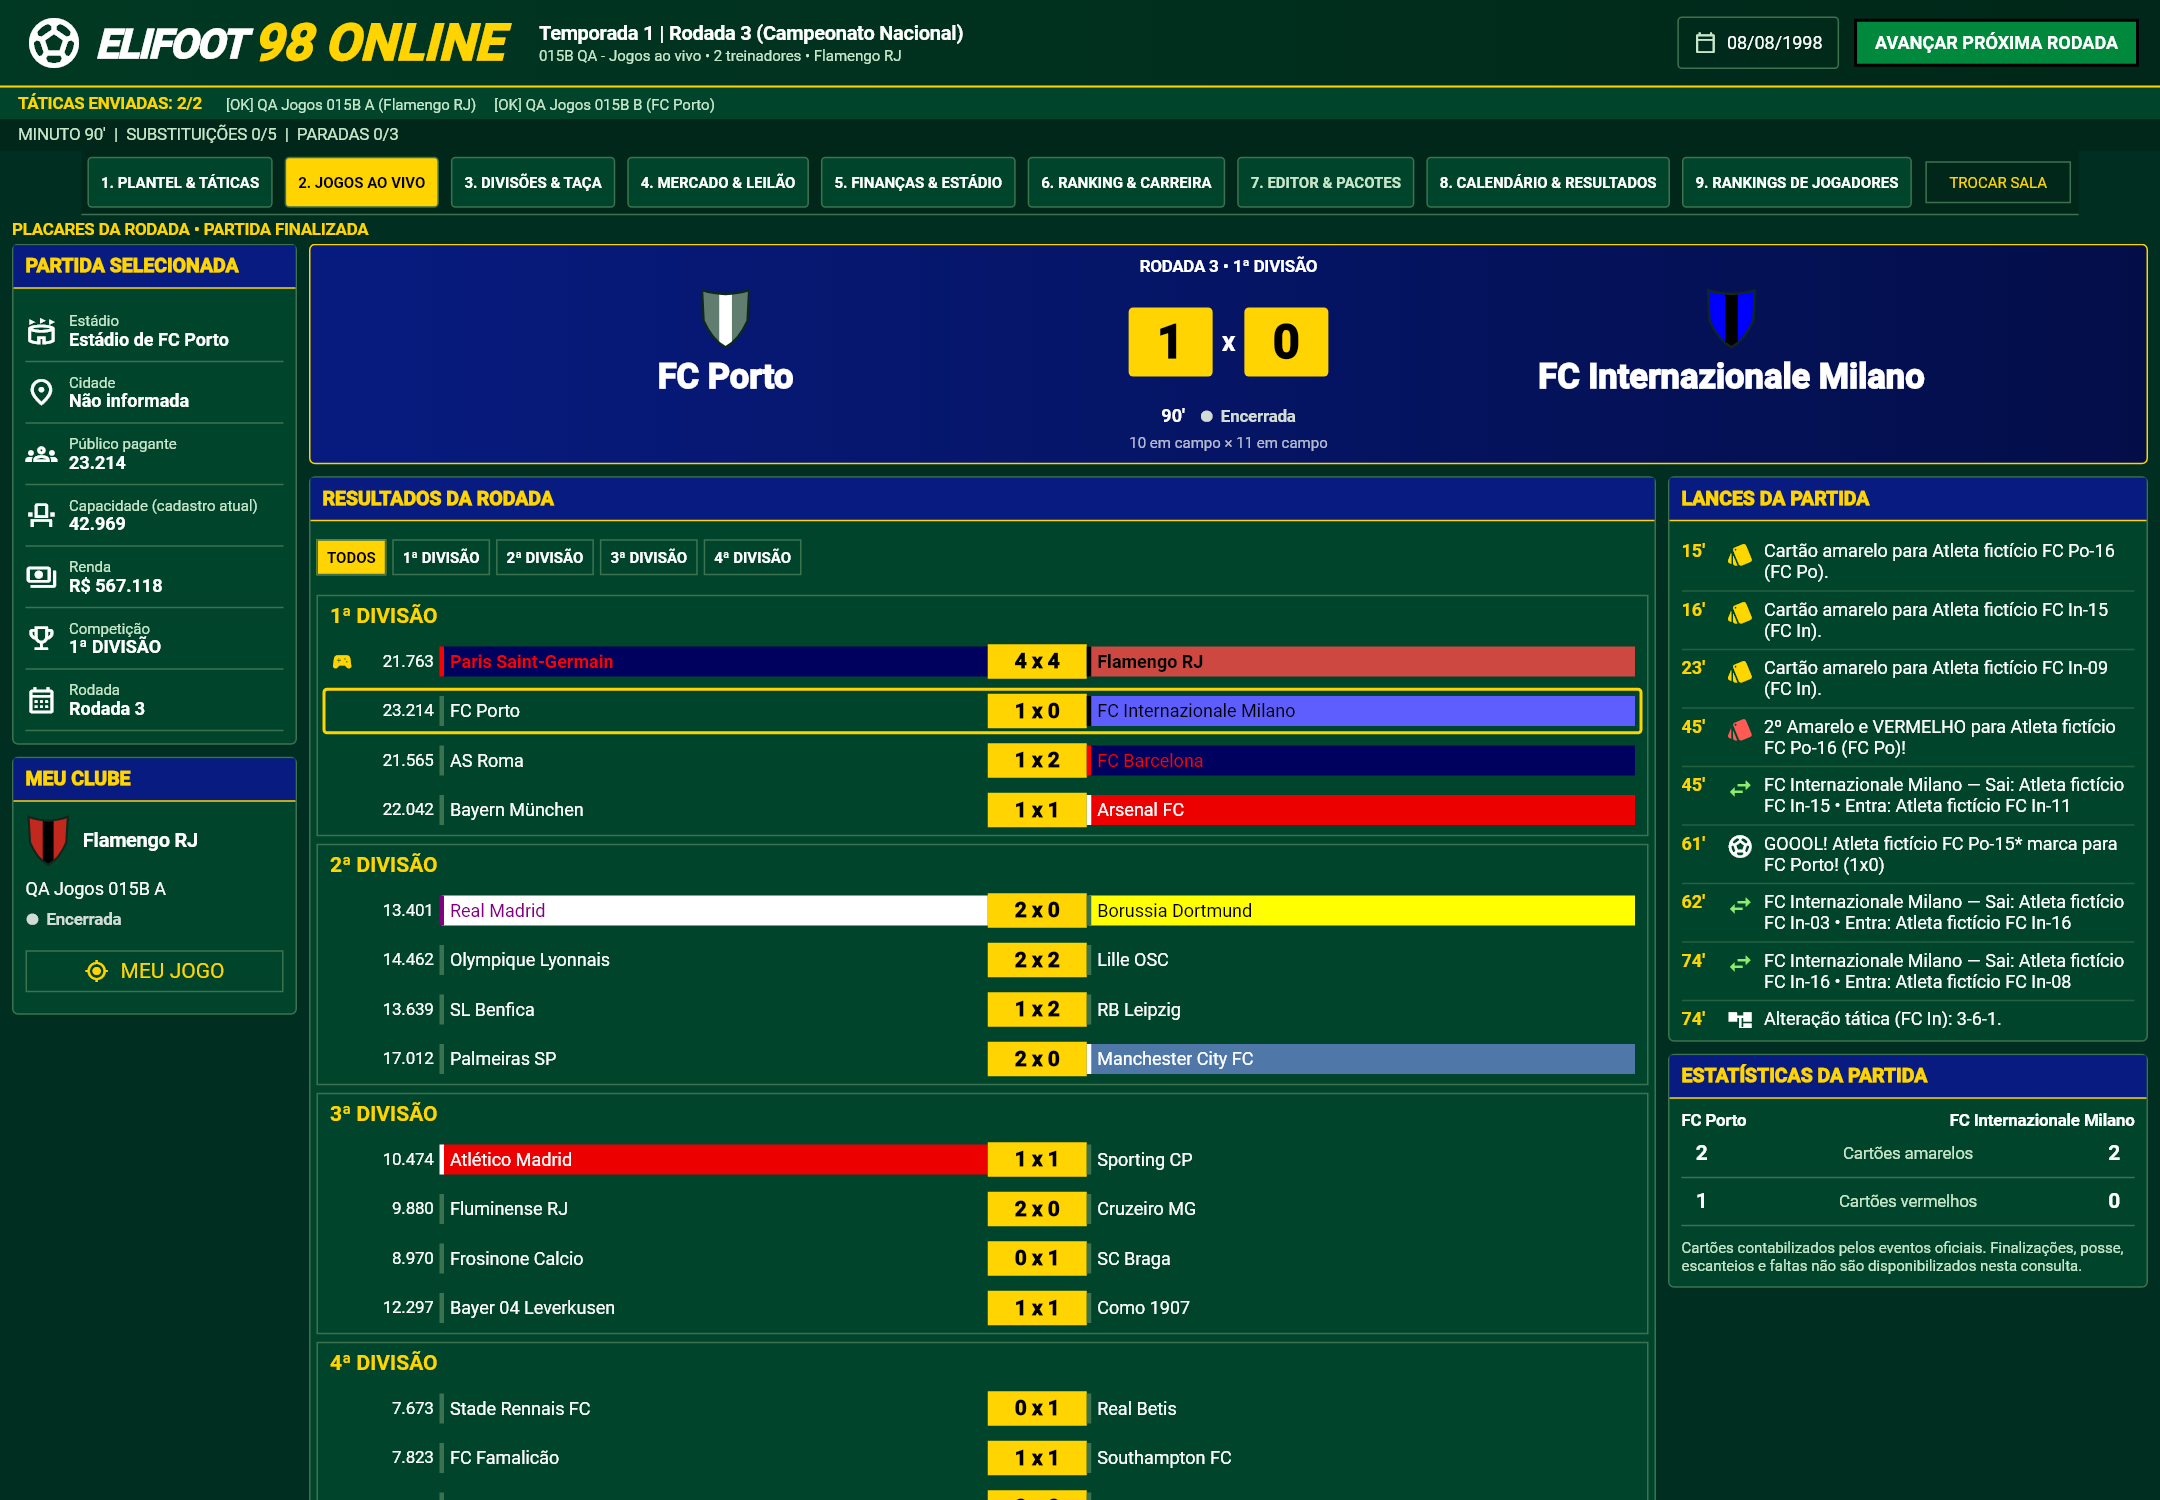 ELIFOOT 98 ONLINE
Temporada 1 | Rodada 3 (Campeonato Nacional)
015B QA - Jogos ao vivo • 2 treinadores • Flamengo RJ
08/08/1998
AVANÇAR PRÓXIMA RODADA
TÁTICAS ENVIADAS: 2/2 [OK] QA Jogos 015B A (Flamengo RJ) [OK] QA Jogos 015B B (FC Porto)
MINUTO 90' | SUBSTITUIÇÕES 0/5 | PARADAS 0/3
1. PLANTEL & TÁTICAS
2. JOGOS AO VIVO
3. DIVISÕES & TAÇA
4. MERCADO & LEILÃO
5. FINANÇAS & ESTÁDIO
6. RANKING & CARREIRA
7. EDITOR & PACOTES
8. CALENDÁRIO & RESULTADOS
9. RANKINGS DE JOGADORES
TROCAR SALA
PLACARES DA RODADA • PARTIDA FINALIZADA
PARTIDA SELECIONADA
Estádio
Estádio de FC Porto
Cidade
Não informada
Público pagante
23.214
Capacidade (cadastro atual)
42.969
Renda
R$ 567.118
Competição
1ª DIVISÃO
Rodada
Rodada 3
MEU CLUBE
Flamengo RJ
QA Jogos 015B A
Encerrada
MEU JOGO
RODADA 3 • 1ª DIVISÃO
FC Porto
1 x 0
FC Internazionale Milano
90' Encerrada
10 em campo × 11 em campo
RESULTADOS DA RODADA
TODOS
1ª DIVISÃO
2ª DIVISÃO
3ª DIVISÃO
4ª DIVISÃO
1ª DIVISÃO
21.763 Paris Saint-Germain 4 x 4 Flamengo RJ
23.214 FC Porto 1 x 0 FC Internazionale Milano
21.565 AS Roma 1 x 2 FC Barcelona
22.042 Bayern München 1 x 1 Arsenal FC
2ª DIVISÃO
13.401 Real Madrid 2 x 0 Borussia Dortmund
14.462 Olympique Lyonnais 2 x 2 Lille OSC
13.639 SL Benfica 1 x 2 RB Leipzig
17.012 Palmeiras SP 2 x 0 Manchester City FC
3ª DIVISÃO
10.474 Atlético Madrid 1 x 1 Sporting CP
9.880 Fluminense RJ 2 x 0 Cruzeiro MG
8.970 Frosinone Calcio 0 x 1 SC Braga
12.297 Bayer 04 Leverkusen 1 x 1 Como 1907
4ª DIVISÃO
7.673 Stade Rennais FC 0 x 1 Real Betis
7.823 FC Famalicão 1 x 1 Southampton FC
LANCES DA PARTIDA
15' Cartão amarelo para Atleta fictício FC Po-16
(FC Po).
16' Cartão amarelo para Atleta fictício FC In-15
(FC In).
23' Cartão amarelo para Atleta fictício FC In-09
(FC In).
45' 2º Amarelo e VERMELHO para Atleta fictício
FC Po-16 (FC Po)!
45' FC Internazionale Milano — Sai: Atleta fictício
FC In-15 • Entra: Atleta fictício FC In-11
61' GOOOL! Atleta fictício FC Po-15* marca para
FC Porto! (1x0)
62' FC Internazionale Milano — Sai: Atleta fictício
FC In-03 • Entra: Atleta fictício FC In-16
74' FC Internazionale Milano — Sai: Atleta fictício
FC In-16 • Entra: Atleta fictício FC In-08
74' Alteração tática (FC In): 3-6-1.
ESTATÍSTICAS DA PARTIDA
FC Porto FC Internazionale Milano
2 Cartões amarelos 2
1 Cartões vermelhos 0
Cartões contabilizados pelos eventos oficiais. Finalizações, posse,
escanteios e faltas não são disponibilizados nesta consulta.